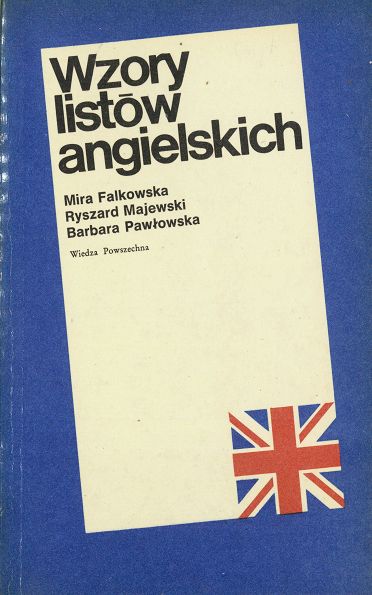 Wzory
listów
angielskich
Mira Falkowska
Ryszard Majewski
Barbara Pawłowska
Wiedza Powszechna